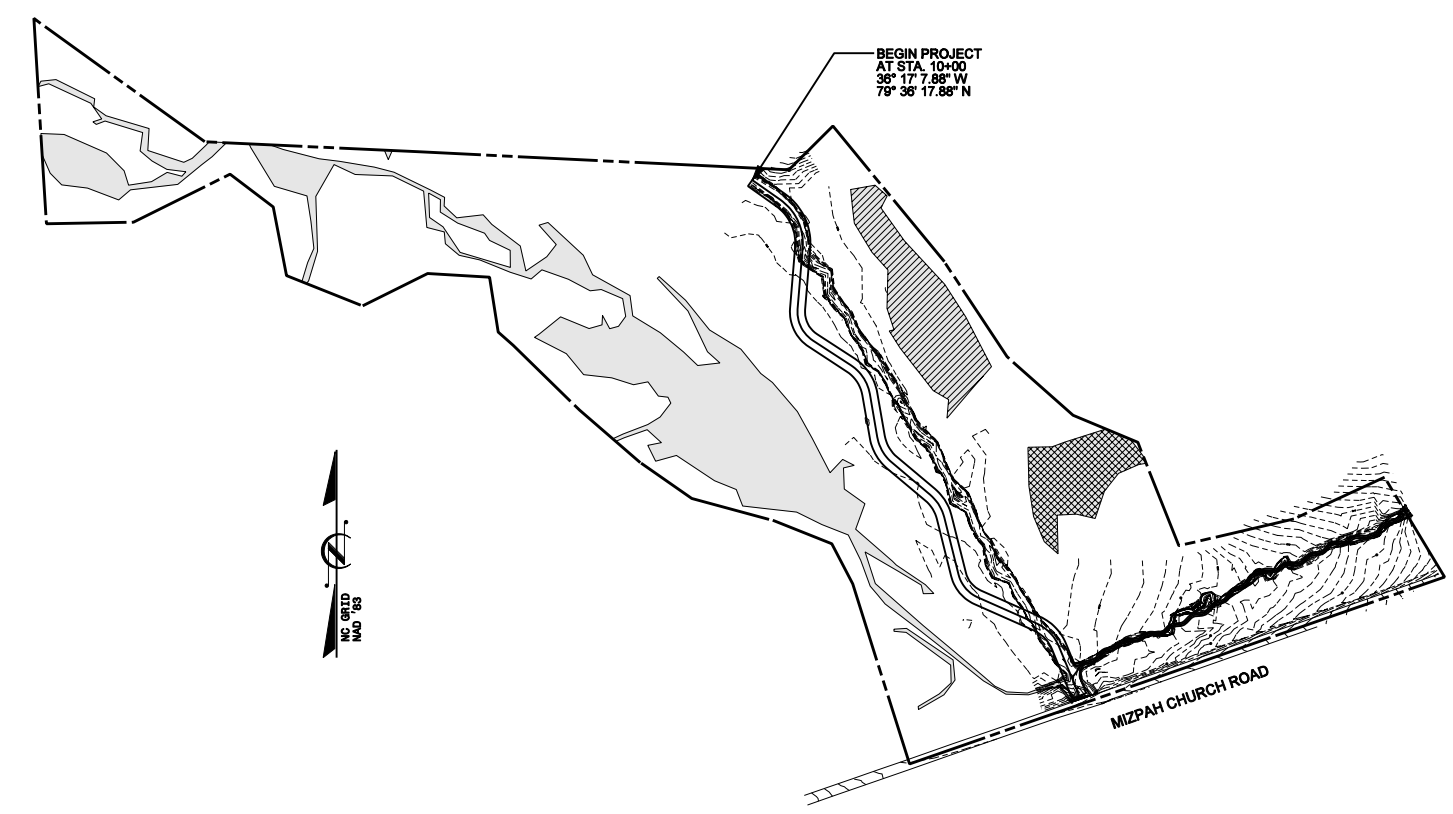 BEGIN PROJECT
AT STA. 10+00
36° 17' 7.88" W
79° 36' 17.88" N
NC GRID
NAD '83
MIZPAH CHURCH ROAD